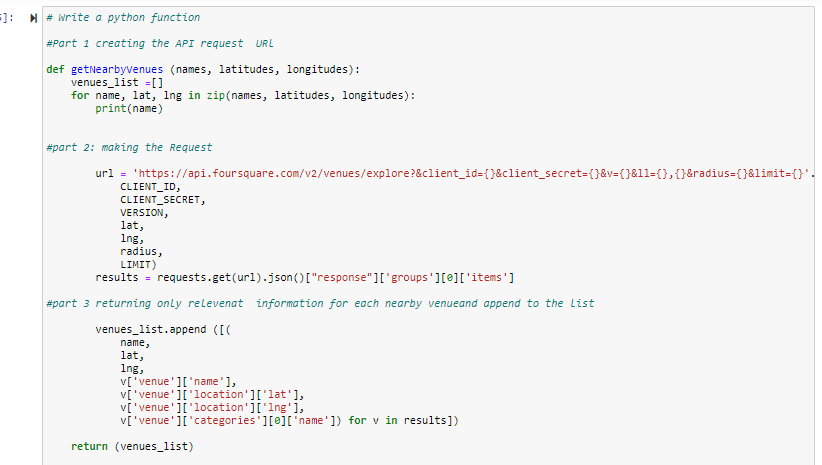 5]:
# Write a python function
#Part 1 creating the API request  URL
def getNearbyVenues (names, latitudes, longitudes):
    venues_list =[]
    for name, lat, lng in zip(names, latitudes, longitudes):
        print(name)
#part 2: making the Request
        url = 'https://api.foursquare.com/v2/venues/explore?&client_id={}&client_secret={}&v={}&ll={},{}&radius={}&limit={}'.
            CLIENT_ID,
            CLIENT_SECRET,
            VERSION,
            lat,
            lng,
            radius,
            LIMIT)
        results = requests.get(url).json()["response"]['groups'][0]['items']
#part 3 returning only relevenat  information for each nearby venueand append to the list
        venues_list.append ([(
            name,
            lat,
            lng,
            v['venue']['name'],
            v['venue']['location']['lat'],
            v['venue']['location']['lng'],
            v['venue']['categories'][0]['name']) for v in results])
    return (venues_list)